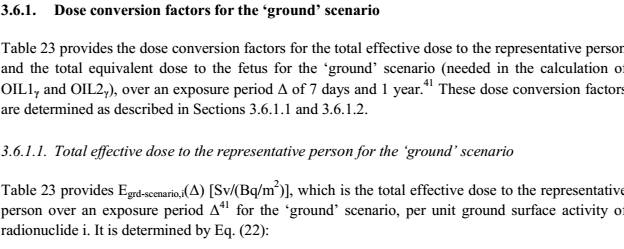 3.6.1. Dose conversion factors for the ‘ground’ scenario
Table 23 provides the dose conversion factors for the total effective dose to the representative person
and the total equivalent dose to the fetus for the ‘ground’ scenario (needed in the calculation of
OIL1γ and OIL2γ), over an exposure period Δ of 7 days and 1 year.⁴¹ These dose conversion factors
are determined as described in Sections 3.6.1.1 and 3.6.1.2.
3.6.1.1. Total effective dose to the representative person for the ‘ground’ scenario
Table 23 provides Egrd-scenario,i(Δ) [Sv/(Bq/m²)], which is the total effective dose to the representative
person over an exposure period Δ⁴¹ for the ‘ground’ scenario, per unit ground surface activity of
radionuclide i. It is determined by Eq. (22):